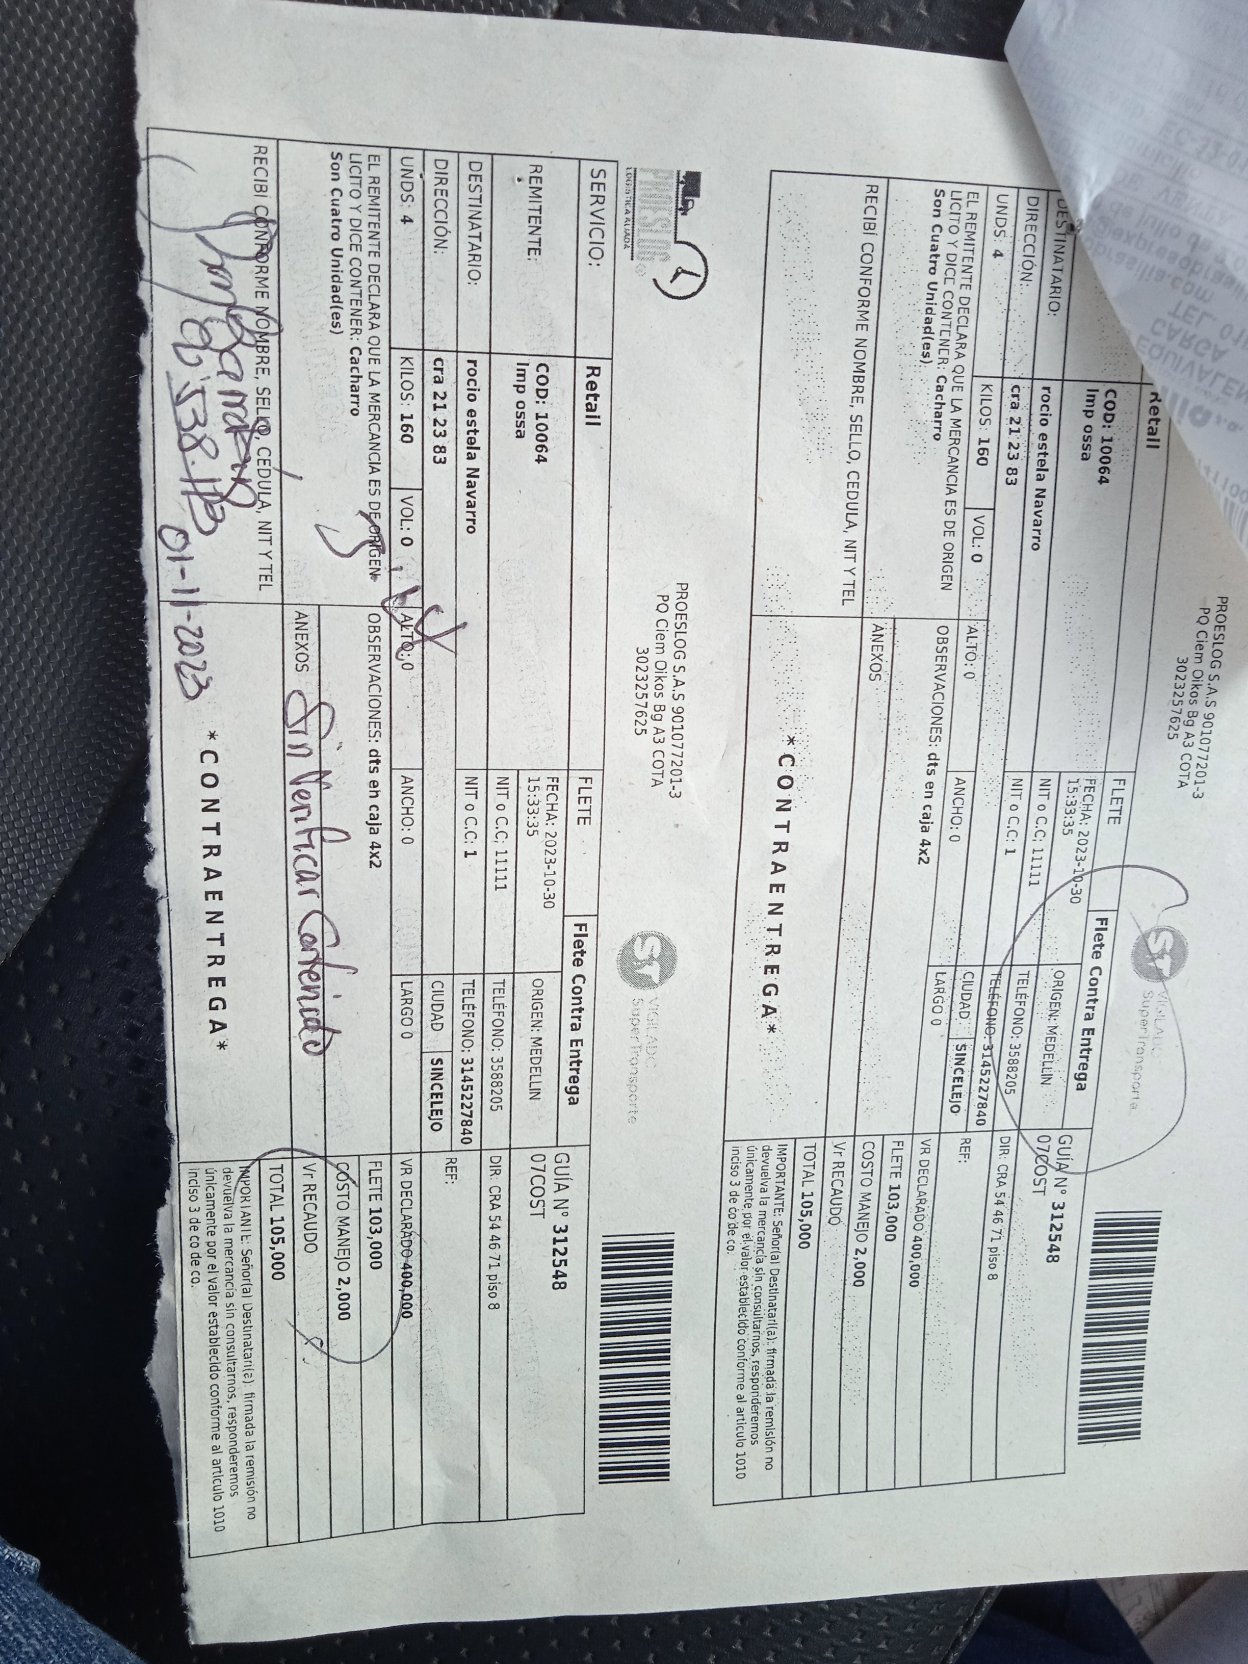 PROESLOG S.A.S 901077201-3
PQ Ciem Oikos Bg A3 COTA
3023257625
VIGILADO
SuperTransporte
Retail
FLETE
Flete Contra Entrega
GUÍA N° 312548
07COST
COD: 10064
Imp ossa
FECHA: 2023-10-30
15:33:35
ORIGEN: MEDELLIN
NIT o C.C: 11111
TELÉFONO: 3588205
DIR: CRA 54 46 71 piso 8
DESTINATARIO:
rocio estela Navarro
NIT o C.C: 1
TELÉFONO: 3145227840
REF:
DIRECCIÓN:
cra 21 23 83
CIUDAD
SINCELEJO
UNDS: 4
KILOS: 160
VOL: 0
ALTO: 0
ANCHO: 0
LARGO 0
VR DECLARADO 400,000
EL REMITENTE DECLARA QUE LA MERCANCIA ES DE ORIGEN
LICITO Y DICE CONTENER: Cacharro
Son Cuatro Unidad(es)
OBSERVACIONES: dts en caja 4x2
FLETE 103,000
COSTO MANEJO 2,000
ANEXOS
Vr RECAUDO
RECIBÍ CONFORME NOMBRE, SELLO, CEDULA, NIT Y TEL
*CONTRAENTREGA*
TOTAL 105,000
IMPORTANTE: Señor(a) Destinatari(a): firmada la remisión no
devuelva la mercancía sin consultarnos, responderemos
únicamente por el valor establecido conforme al articulo 1010
inciso 3 de co de co.
PROESLOG
LOGISTICA ALIADA
PROESLOG S.A.S 901077201-3
PQ Ciem Oikos Bg A3 COTA
3023257625
VIGILADO
SuperTransporte
SERVICIO:
Retail
FLETE
Flete Contra Entrega
GUÍA N° 312548
07COST
REMITENTE:
COD: 10064
Imp ossa
FECHA: 2023-10-30
15:33:35
ORIGEN: MEDELLIN
NIT o C.C: 11111
TELÉFONO: 3588205
DIR: CRA 54 46 71 piso 8
DESTINATARIO:
rocio estela Navarro
NIT o C.C: 1
TELÉFONO: 3145227840
REF:
DIRECCIÓN:
cra 21 23 83
CIUDAD
SINCELEJO
UNDS: 4
KILOS: 160
VOL: 0
ALTO: 0
ANCHO: 0
LARGO 0
VR DECLARADO 400,000
EL REMITENTE DECLARA QUE LA MERCANCIA ES DE ORIGEN
LICITO Y DICE CONTENER: Cacharro
Son Cuatro Unidad(es)
OBSERVACIONES: dts en caja 4x2
FLETE 103,000
COSTO MANEJO 2,000
ANEXOS Sin Verificar Contenido
Vr RECAUDO
RECIBÍ CONFORME NOMBRE, SELLO, CEDULA, NIT Y TEL
01-11-2023
*CONTRAENTREGA*
TOTAL 105,000
IMPORTANTE: Señor(a) Destinatari(a): firmada la remisión no
devuelva la mercancía sin consultarnos, responderemos
únicamente por el valor establecido conforme al articulo 1010
inciso 3 de co de co.